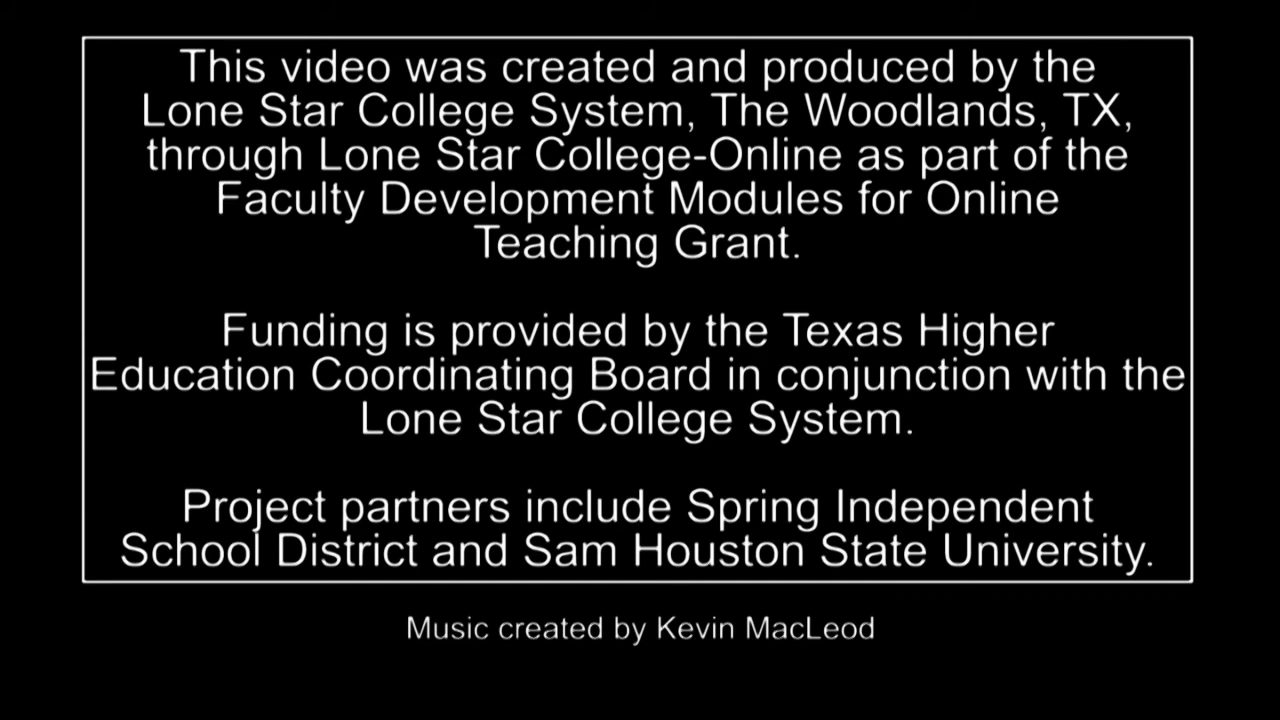 This video was created and produced by the
Lone Star College System, The Woodlands, TX,
through Lone Star College-Online as part of the
Faculty Development Modules for Online
Teaching Grant.
Funding is provided by the Texas Higher
Education Coordinating Board in conjunction with the
Lone Star College System.
Project partners include Spring Independent
School District and Sam Houston State University.
Music created by Kevin MacLeod